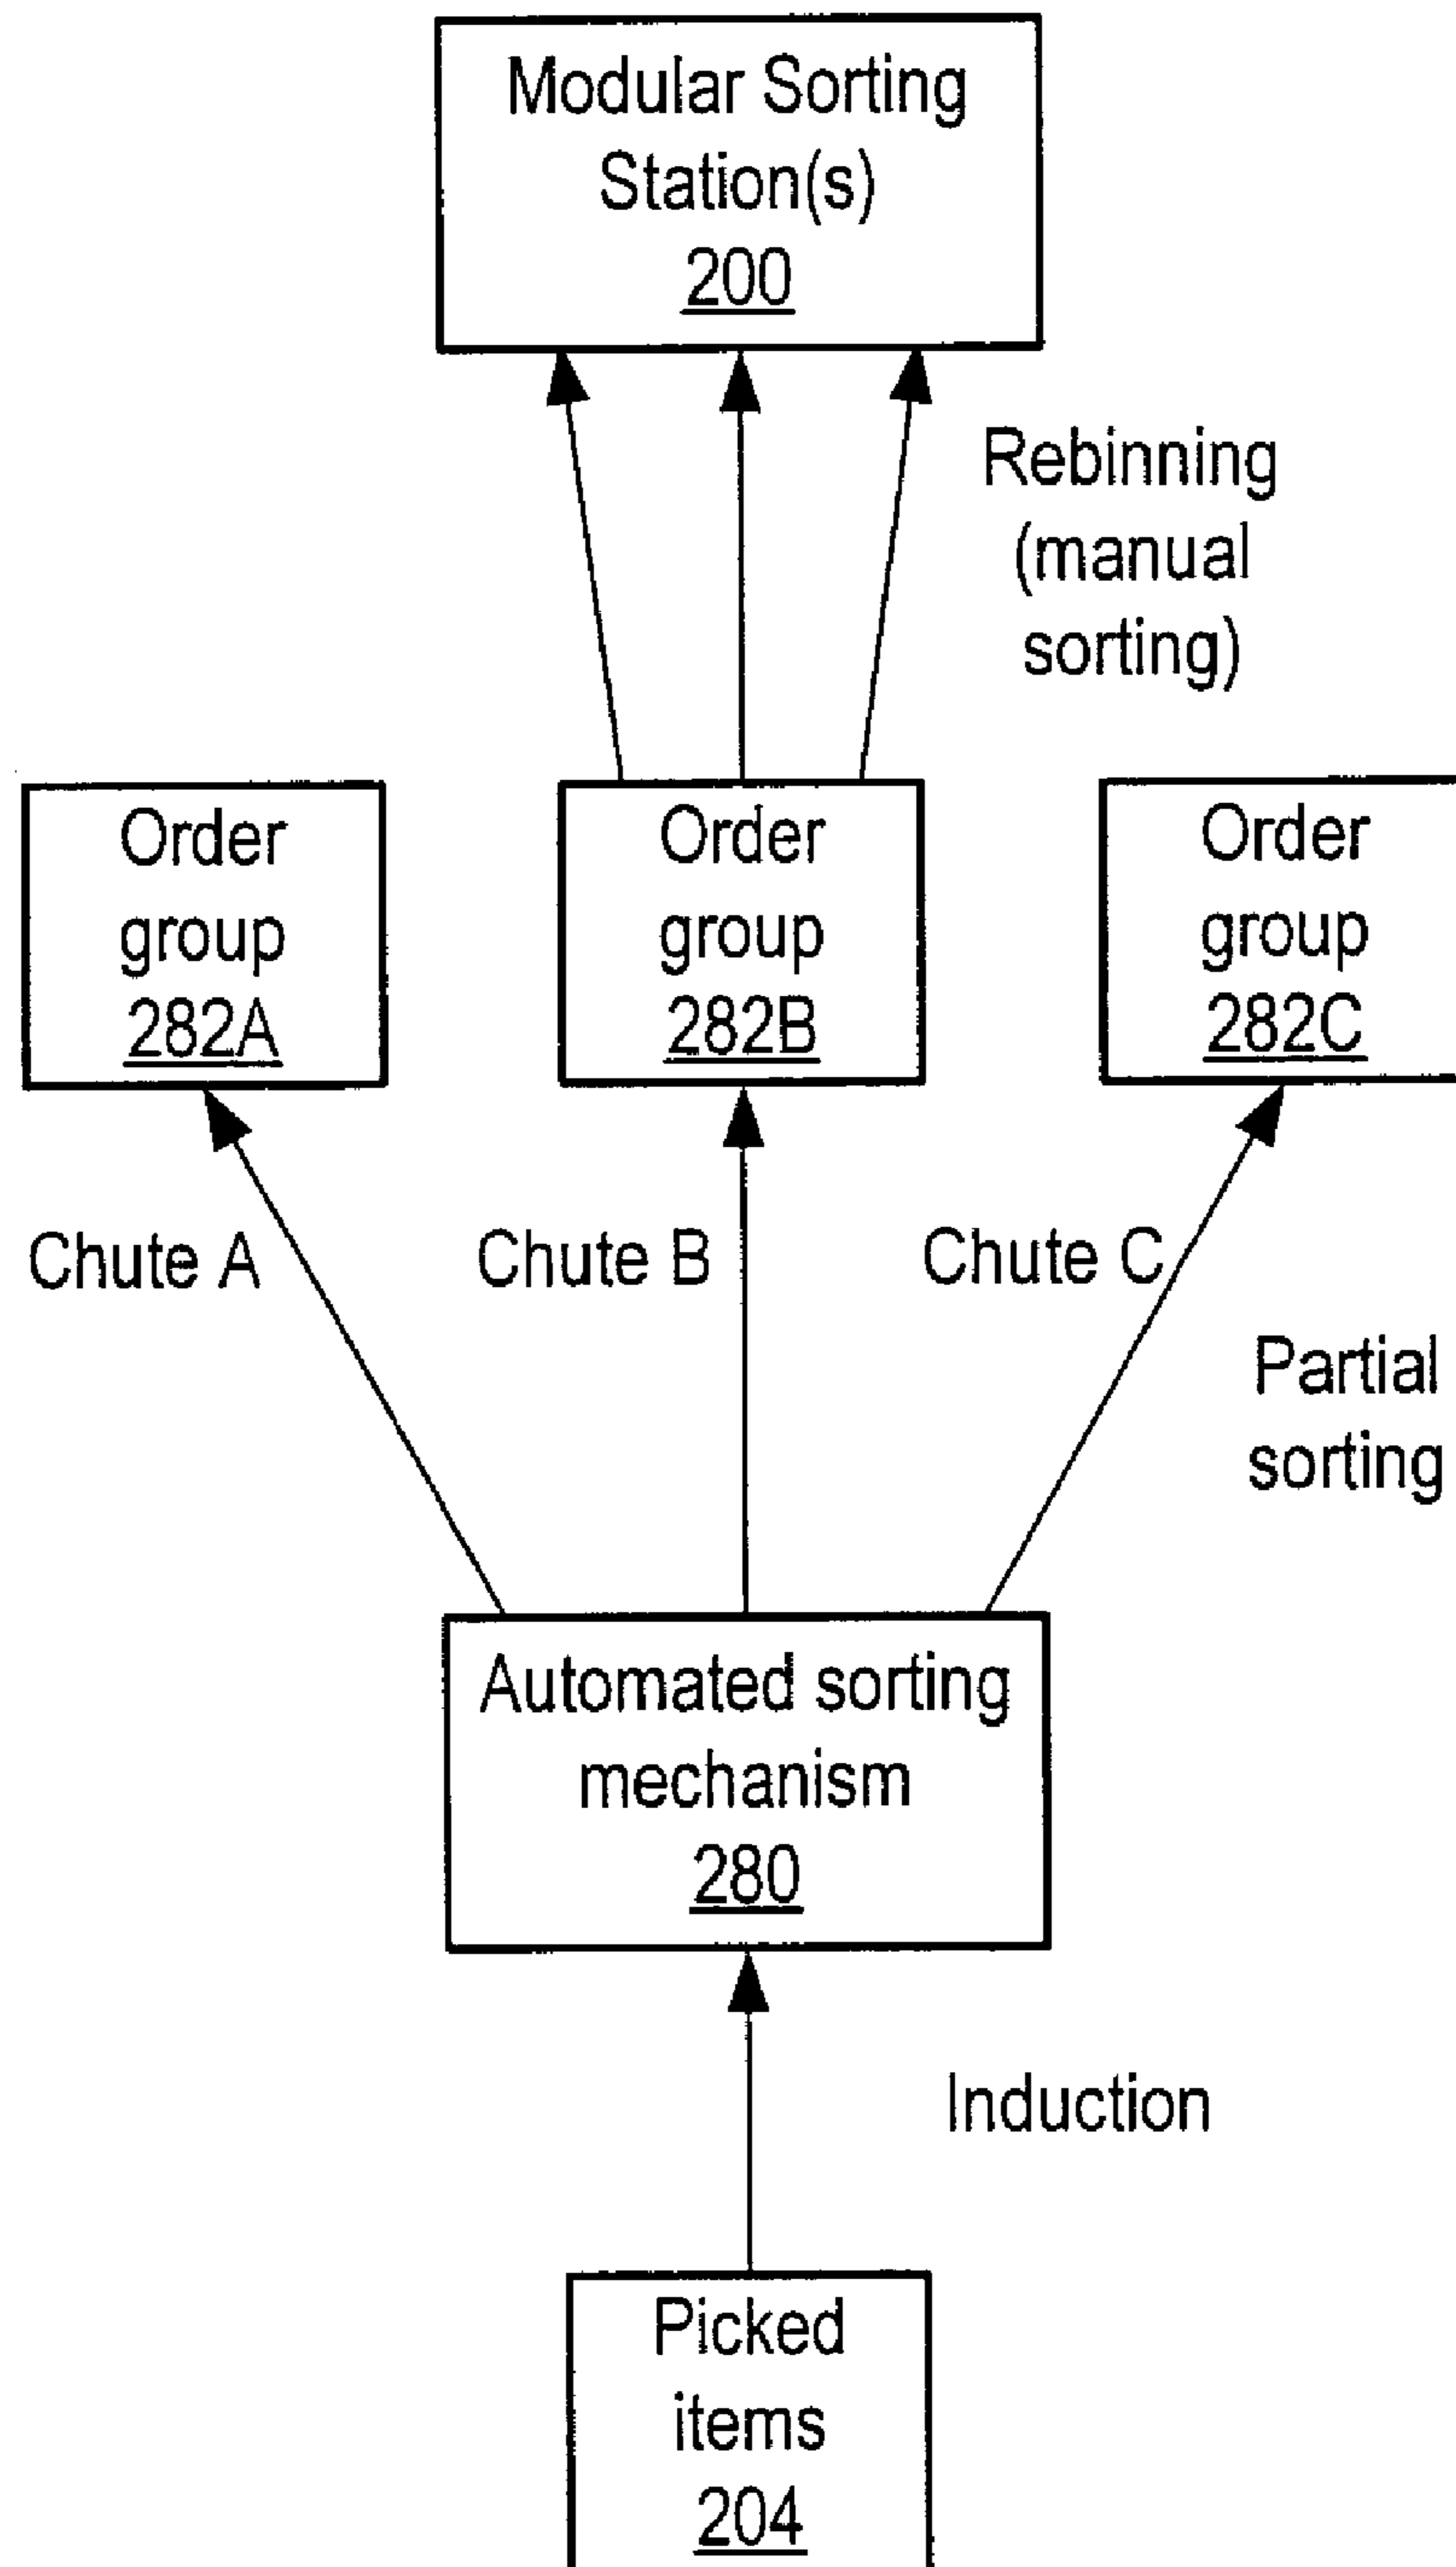 Modular Sorting
Station(s)
200
Rebinning
(manual
sorting)
Order
group
282A
Order
group
282B
Order
group
282C
Chute A
Chute B
Chute C
Partial
sorting
Automated sorting
mechanism
280
Induction
Picked
items
204